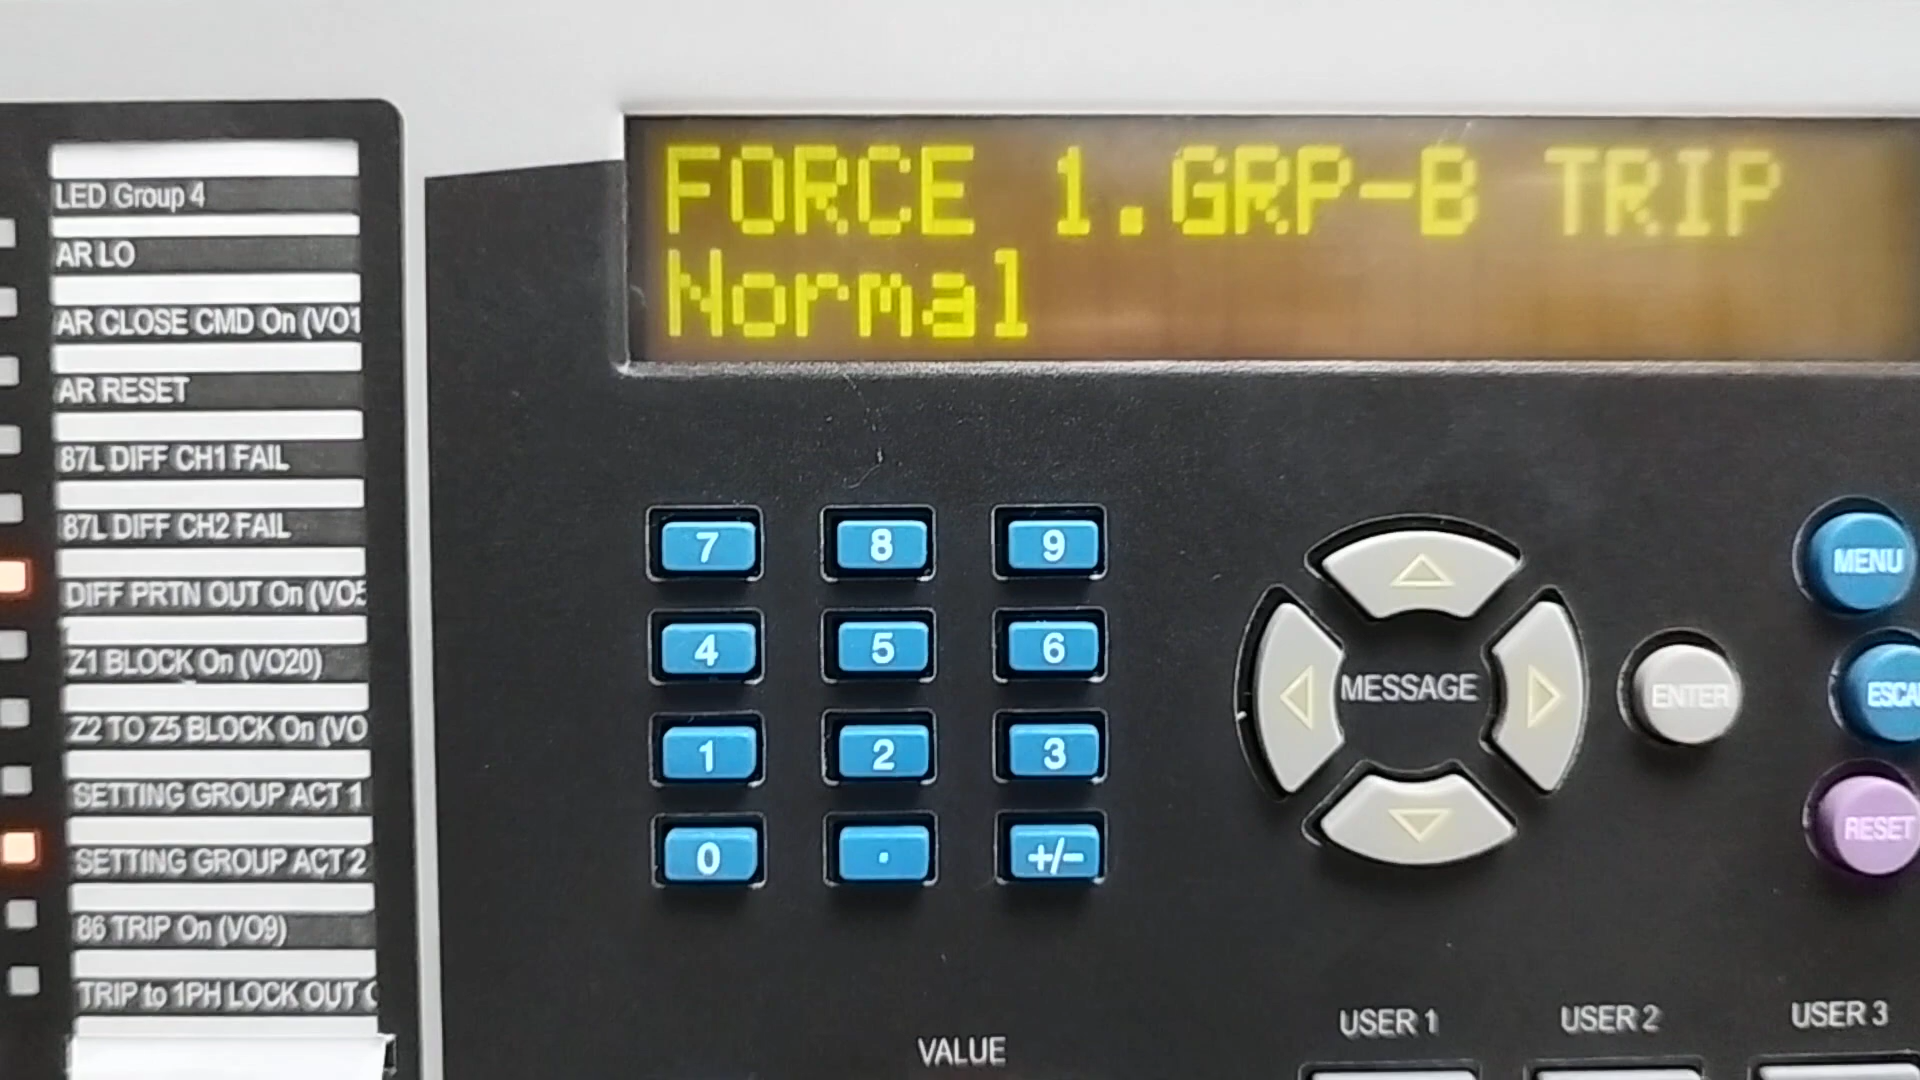 LED Group 4
AR LO
AR CLOSE CMD On (VO1
AR RESET
87L DIFF CH1 FAIL
87L DIFF CH2 FAIL
DIFF PRTN OUT On (VO5
Z1 BLOCK On (VO20)
Z2 TO Z5 BLOCK On (VO
SETTING GROUP ACT 1
SETTING GROUP ACT 2
86 TRIP On (VO9)
TRIP to 1PH LOCK OUT
FORCE 1.GRP-B TRIP
Normal
7 8 9
4 5 6
1 2 3
0 . +/-
MESSAGE
ENTER
MENU
ESCA
RESET
VALUE
USER 1
USER 2
USER 3